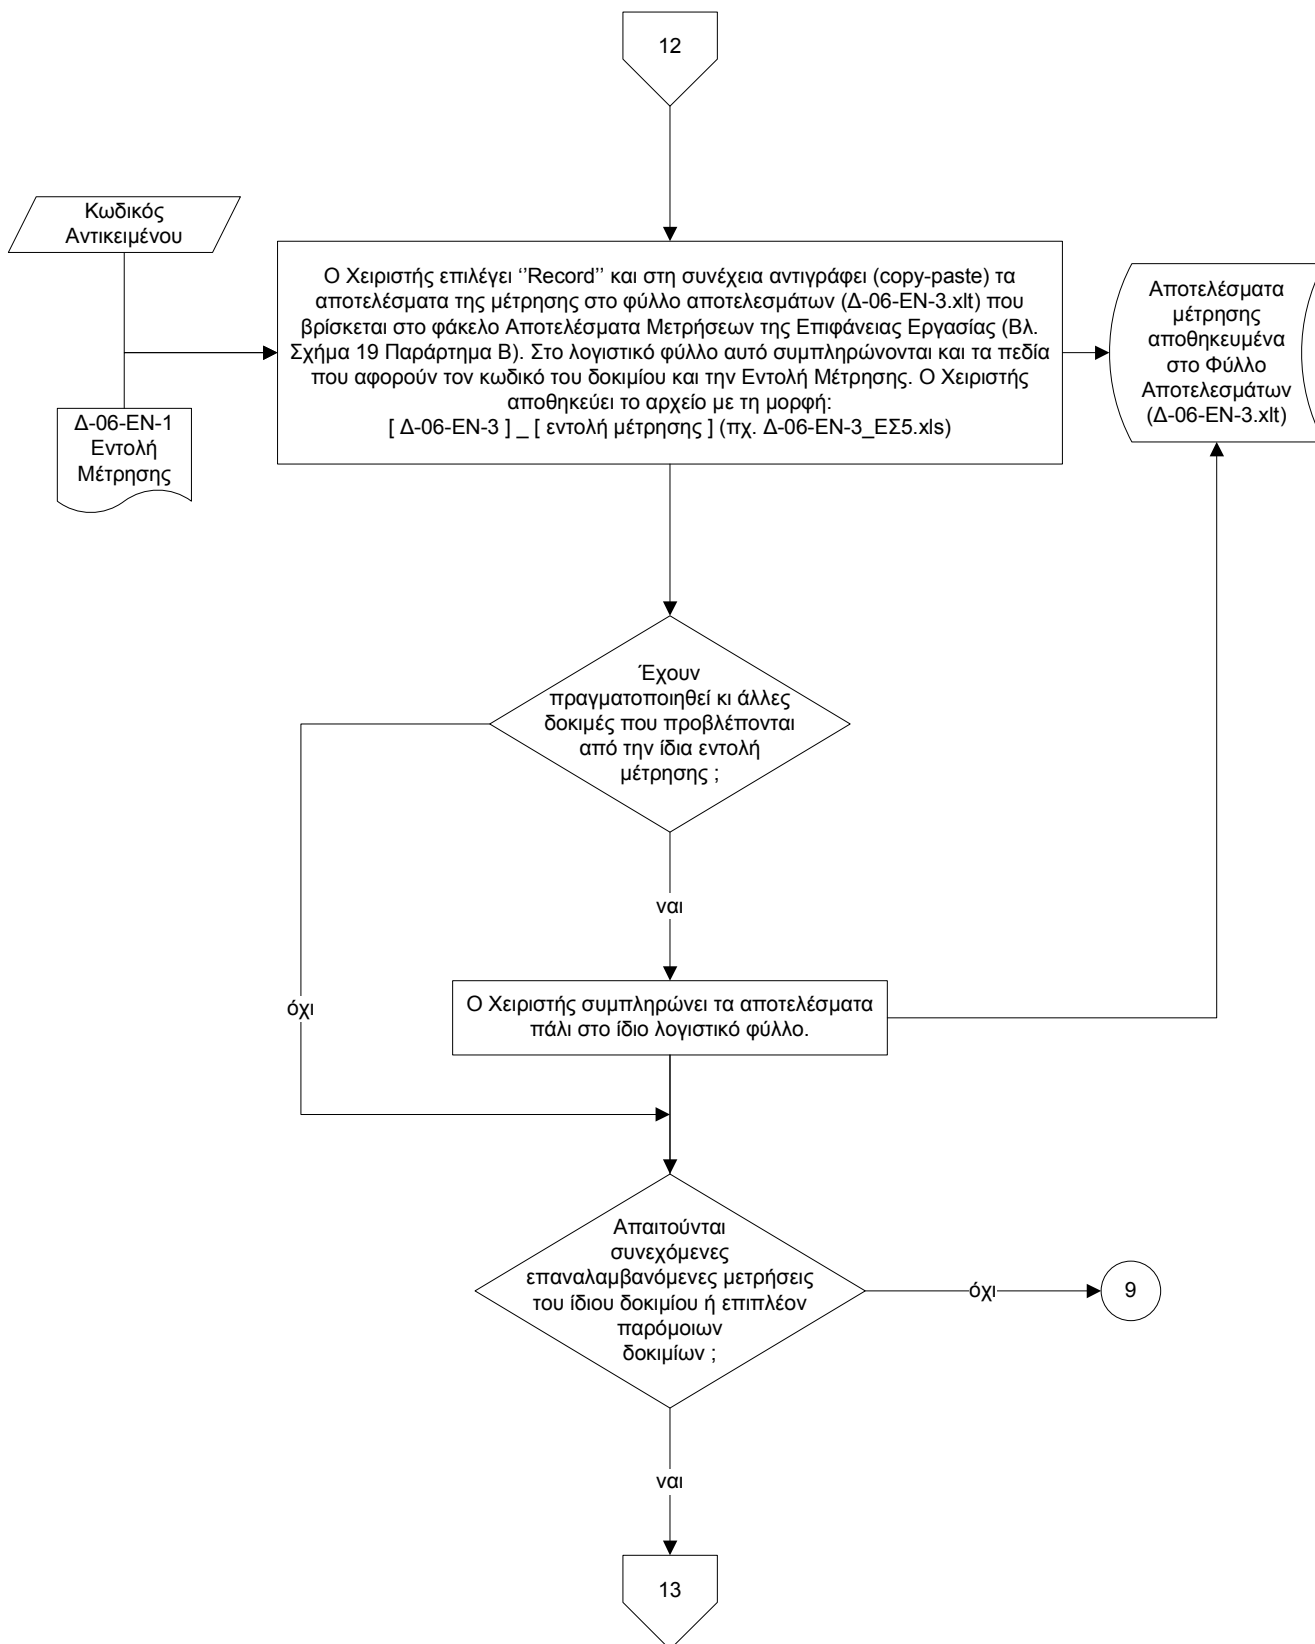 12
Κωδικός
Αντικειμένου
Δ-06-ΕΝ-1
Εντολή
Μέτρησης
Ο Χειριστής επιλέγει ‘’Record’’ και στη συνέχεια αντιγράφει (copy-paste) τα
αποτελέσματα της μέτρησης στο φύλλο αποτελεσμάτων (Δ-06-ΕΝ-3.xlt) που
βρίσκεται στο φάκελο Αποτελέσματα Μετρήσεων της Επιφάνειας Εργασίας (Βλ.
Σχήμα 19 Παράρτημα Β). Στο λογιστικό φύλλο αυτό συμπληρώνονται και τα πεδία
που αφορούν τον κωδικό του δοκιμίου και την Εντολή Μέτρησης. Ο Χειριστής
αποθηκεύει το αρχείο με τη μορφή:
[ Δ-06-ΕΝ-3 ] _ [ εντολή μέτρησης ] (πχ. Δ-06-ΕΝ-3_ΕΣ5.xls)
Αποτελέσματα
μέτρησης
αποθηκευμένα
στο Φύλλο
Αποτελεσμάτων
(Δ-06-ΕΝ-3.xlt)
Έχουν
πραγματοποιηθεί κι άλλες
δοκιμές που προβλέπονται
από την ίδια εντολή
μέτρησης ;
ναι
όχι
Ο Χειριστής συμπληρώνει τα αποτελέσματα
πάλι στο ίδιο λογιστικό φύλλο.
Απαιτούνται
συνεχόμενες
επαναλαμβανόμενες μετρήσεις
του ίδιου δοκιμίου ή επιπλέον
παρόμοιων
δοκιμίων ;
όχι
9
ναι
13